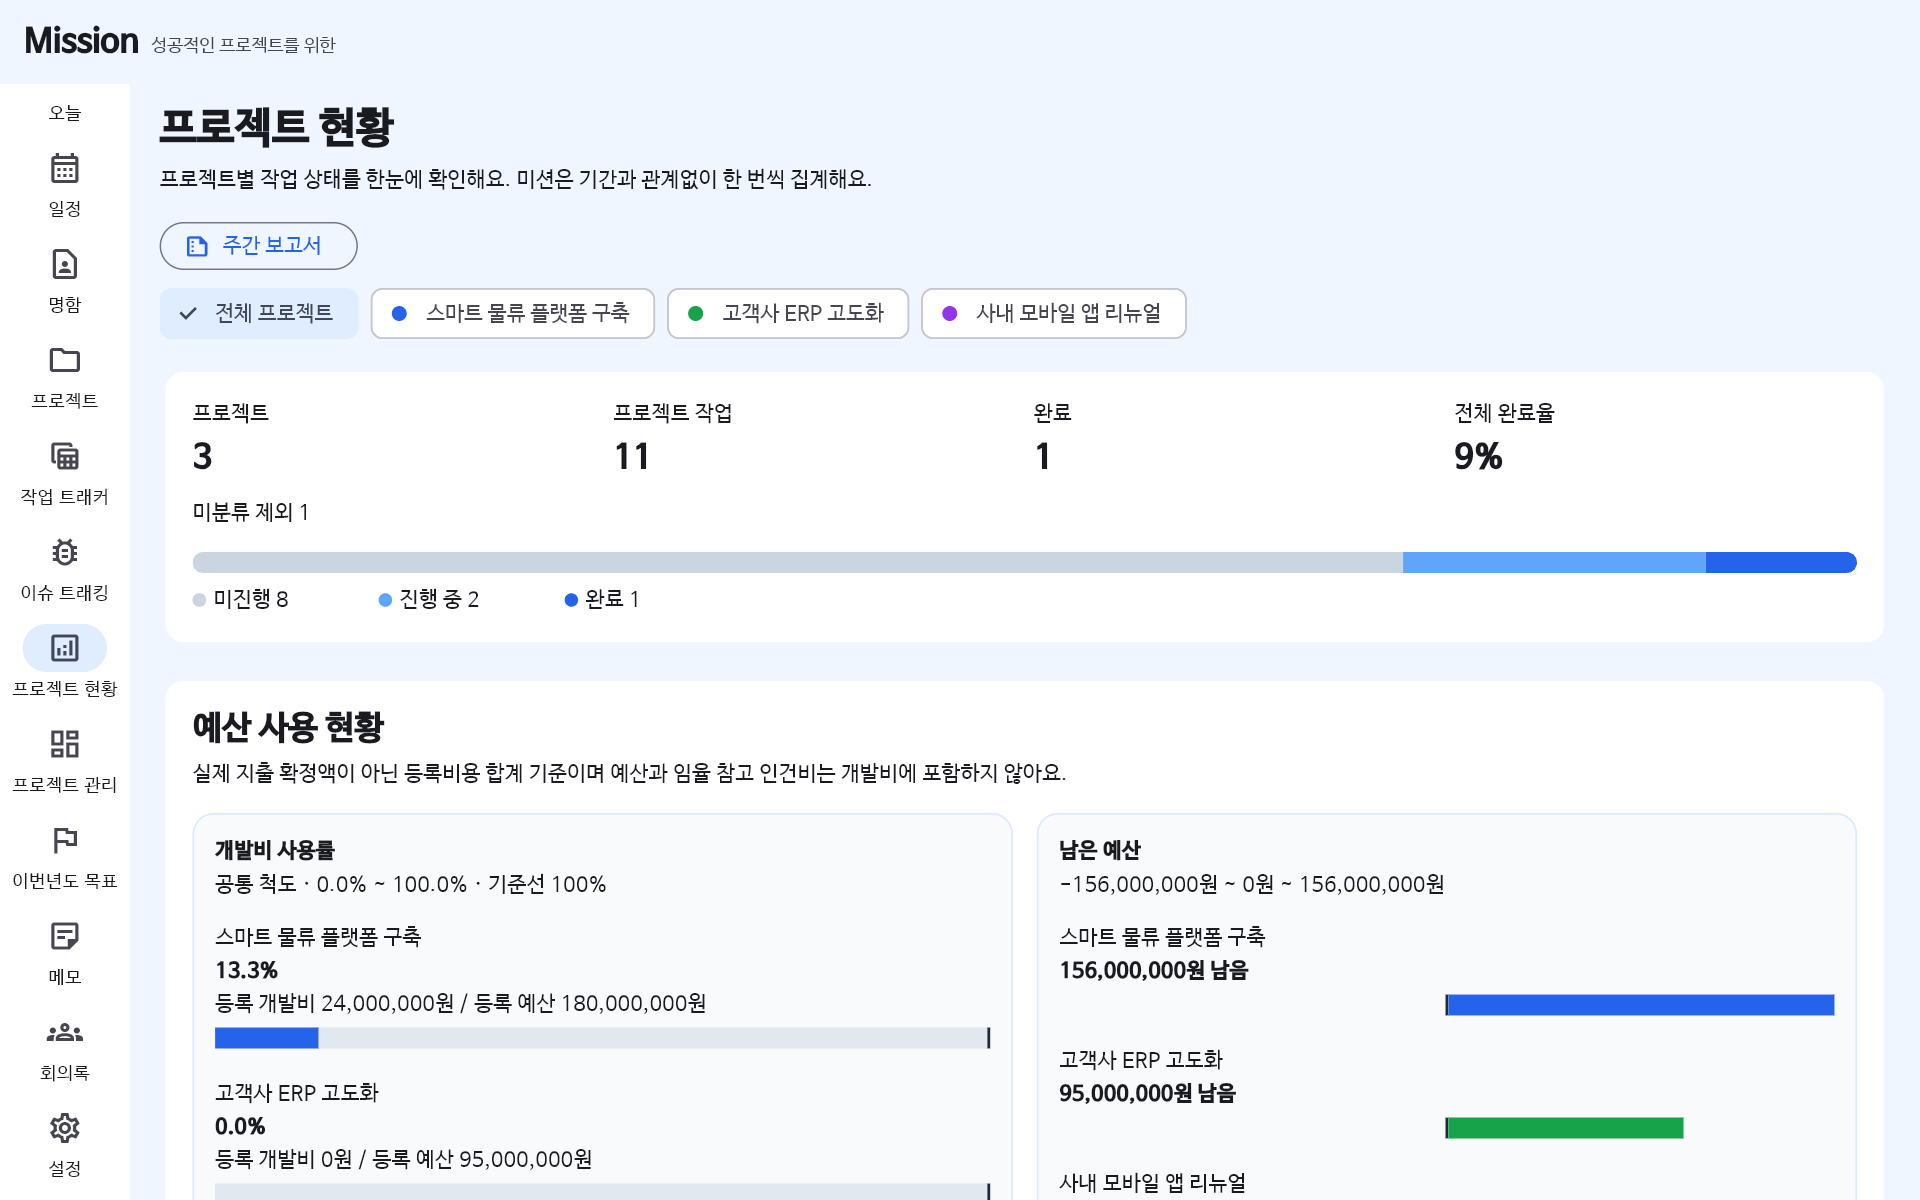 Mission 성공적인 프로젝트를 위한
오늘
일정
명함
프로젝트
작업 트래커
이슈 트래킹
프로젝트 현황
프로젝트 관리
이번년도 목표
메모
회의록
설정
프로젝트 현황
프로젝트별 작업 상태를 한눈에 확인해요. 미션은 기간과 관계없이 한 번씩 집계해요.
주간 보고서
전체 프로젝트 스마트 물류 플랫폼 구축 고객사 ERP 고도화 사내 모바일 앱 리뉴얼
프로젝트 프로젝트 작업 완료 전체 완료율
3 11 1 9%
미분류 제외 1
미진행 8 진행 중 2 완료 1
예산 사용 현황
실제 지출 확정액이 아닌 등록비용 합계 기준이며 예산과 임율 참고 인건비는 개발비에 포함하지 않아요.
개발비 사용률
공통 척도 · 0.0% ~ 100.0% · 기준선 100%
스마트 물류 플랫폼 구축
13.3%
등록 개발비 24,000,000원 / 등록 예산 180,000,000원
고객사 ERP 고도화
0.0%
등록 개발비 0원 / 등록 예산 95,000,000원
남은 예산
-156,000,000원 ~ 0원 ~ 156,000,000원
스마트 물류 플랫폼 구축
156,000,000원 남음
고객사 ERP 고도화
95,000,000원 남음
사내 모바일 앱 리뉴얼